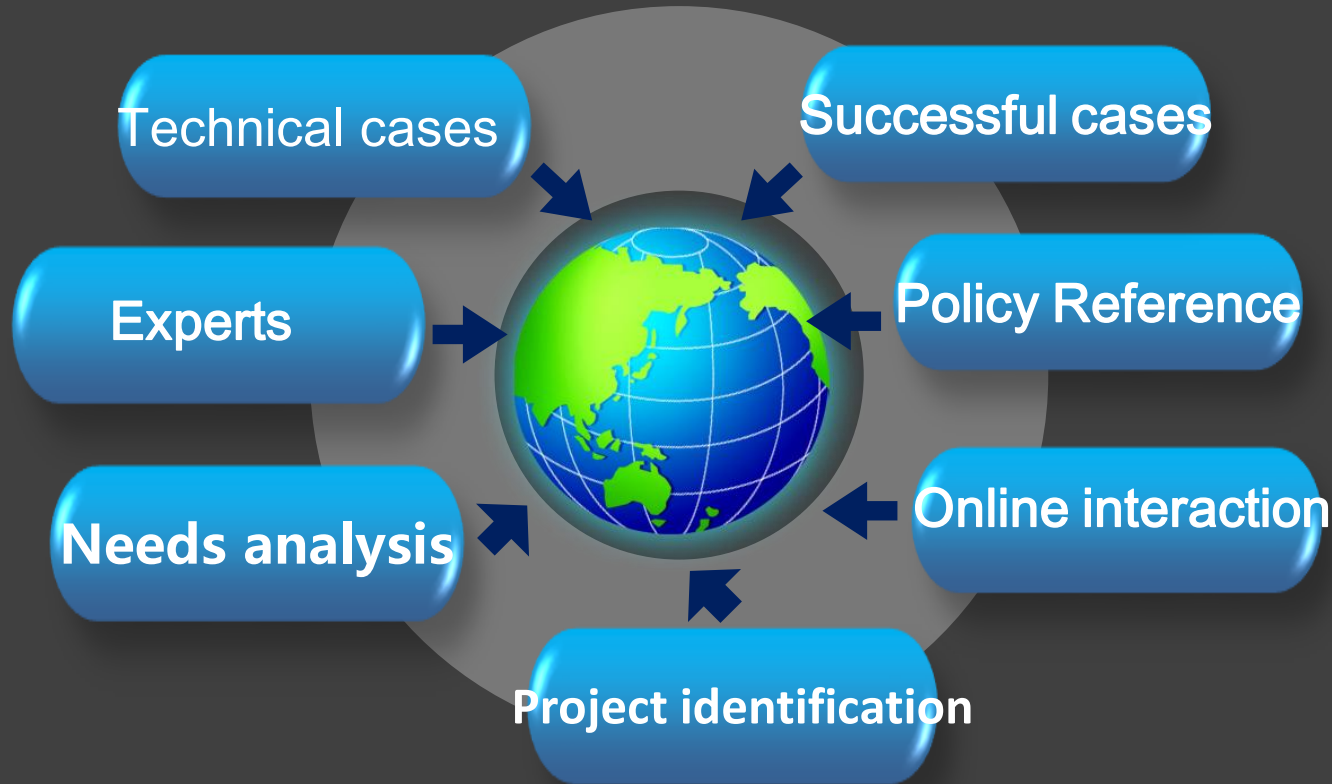 Technical cases
Successful cases
Experts
Policy Reference
Needs analysis
Online interaction
Project identification